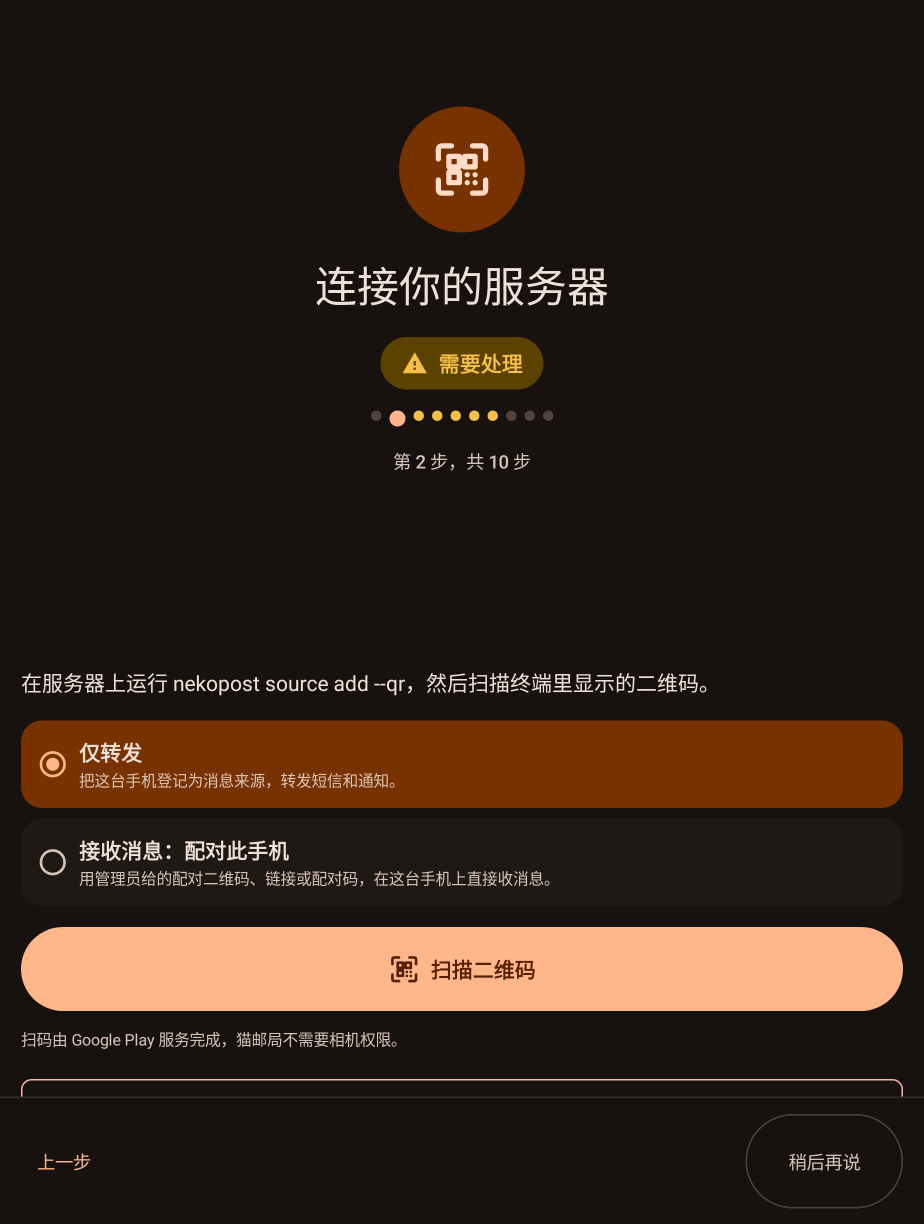 连接你的服务器
需要处理
第 2 步，共 10 步
在服务器上运行 nekopost source add --qr，然后扫描终端里显示的二维码。
仅转发
把这台手机登记为消息来源，转发短信和通知。
接收消息：配对此手机
用管理员给的配对二维码、链接或配对码，在这台手机上直接接收消息。
扫描二维码
扫码由 Google Play 服务完成，猫邮局不需要相机权限。
上一步
稍后再说